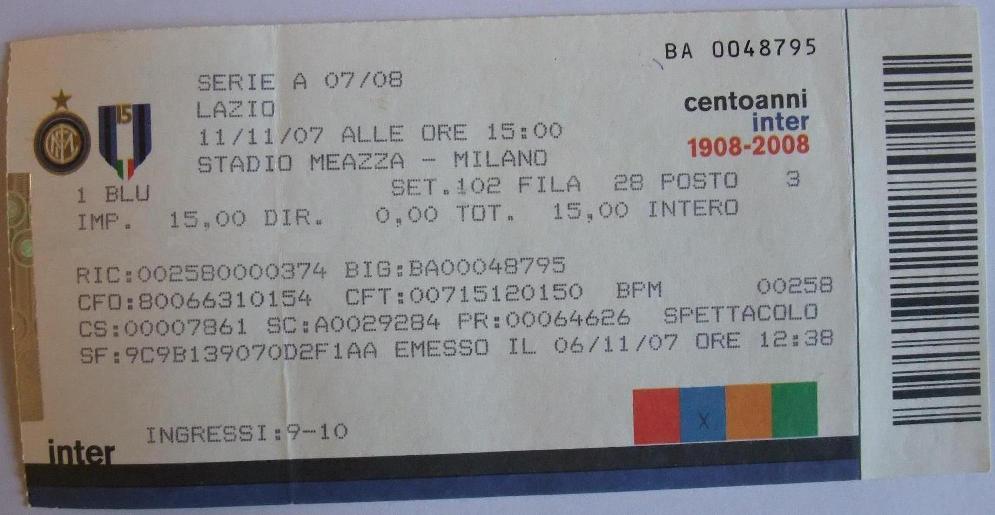 BA 0048795
SERIE A 07/08
LAZIO
11/11/07 ALLE ORE 15:00
STADIO MEAZZA - MILANO
centoanni
inter
1908-2008
15
1 BLU SET.102 FILA 28 POSTO 3
IMP. 15,00 DIR. 0,00 TOT. 15,00 INTERO
RIC:002580000374 BIG:BA00048795
CFO:80066310154 CFT:00715120150 BPM 00258
CS:00007861 SC:A0029284 PR:00064626 SPETTACOLO
SF:9C9B139070D2F1AA EMESSO IL 06/11/07 ORE 12:38
X
INGRESSI:9-10
inter